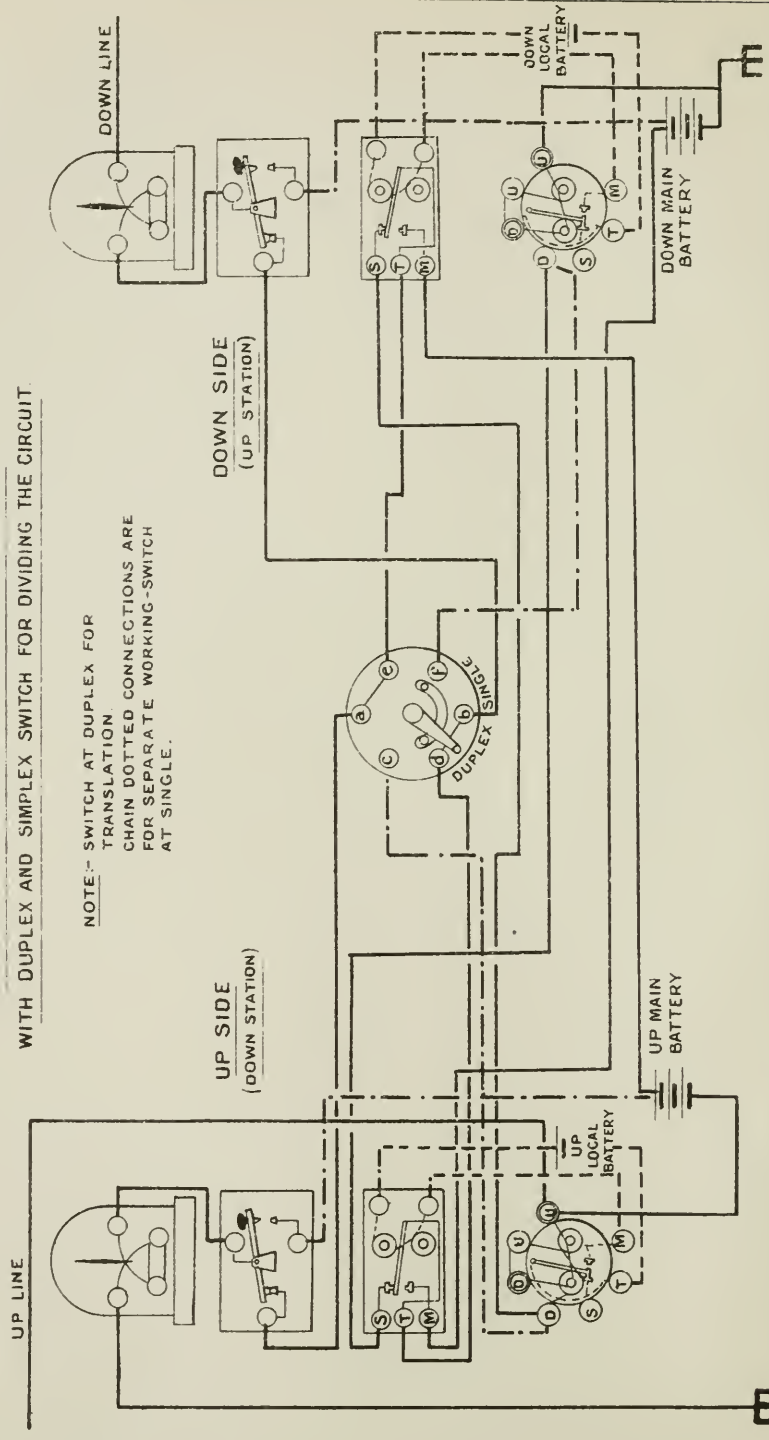 WITH DUPLEX AND SIMPLEX SWITCH FOR DIVIDING THE CIRCUIT.
NOTE:- SWITCH AT DUPLEX FOR
TRANSLATION.
CHAIN DOTTED CONNECTIONS ARE
FOR SEPARATE WORKING-SWITCH
AT SINGLE.
UP LINE
UP SIDE
(DOWN STATION)
DOWN SIDE
(UP STATION)
DOWN LINE
S
T
M
S
T
M
a
e
c
f
d
b
DUPLEX
SINGLE
UP
LOCAL
BATTERY
DOWN
LOCAL
BATTERY
D
U
U
D
S
T
M
D
U
U
D
S
T
M
UP MAIN
BATTERY
DOWN MAIN
BATTERY
E
E